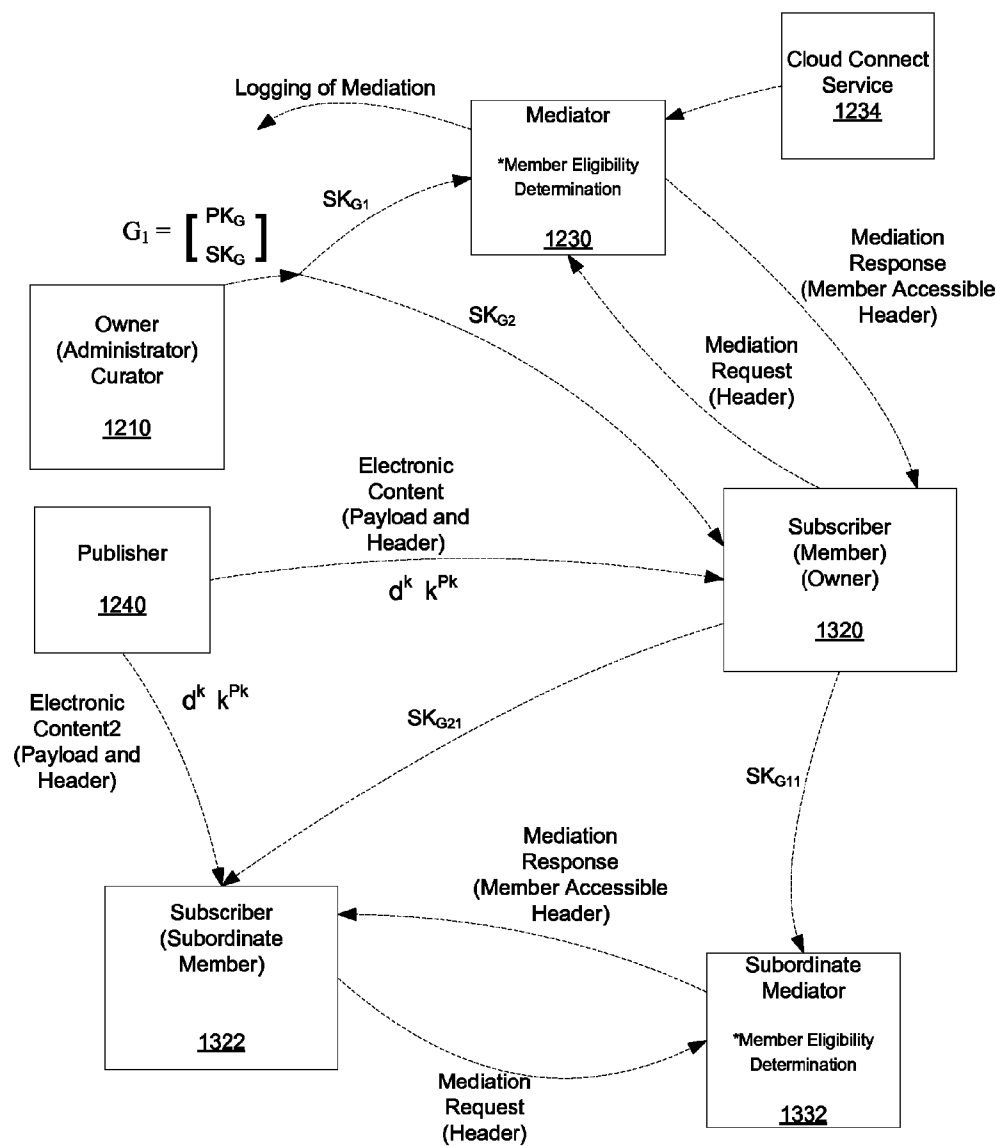 Cloud Connect
Service
1234
Logging of Mediation
Mediator
*Member Eligibility
Determination
1230
SKG1
G1 = [ PKG
SKG ]
Mediation
Response
(Member Accessible
Header)
Owner
(Administrator)
Curator
1210
SKG2
Mediation
Request
(Header)
Electronic
Content
(Payload and
Header)
dk kPk
Subscriber
(Member)
(Owner)
1320
Publisher
1240
Electronic
Content2
(Payload and
Header)
dk kPk
SKG21
SKG11
Mediation
Response
(Member Accessible
Header)
Subscriber
(Subordinate
Member)
1322
Subordinate
Mediator
*Member Eligibility
Determination
1332
Mediation
Request
(Header)